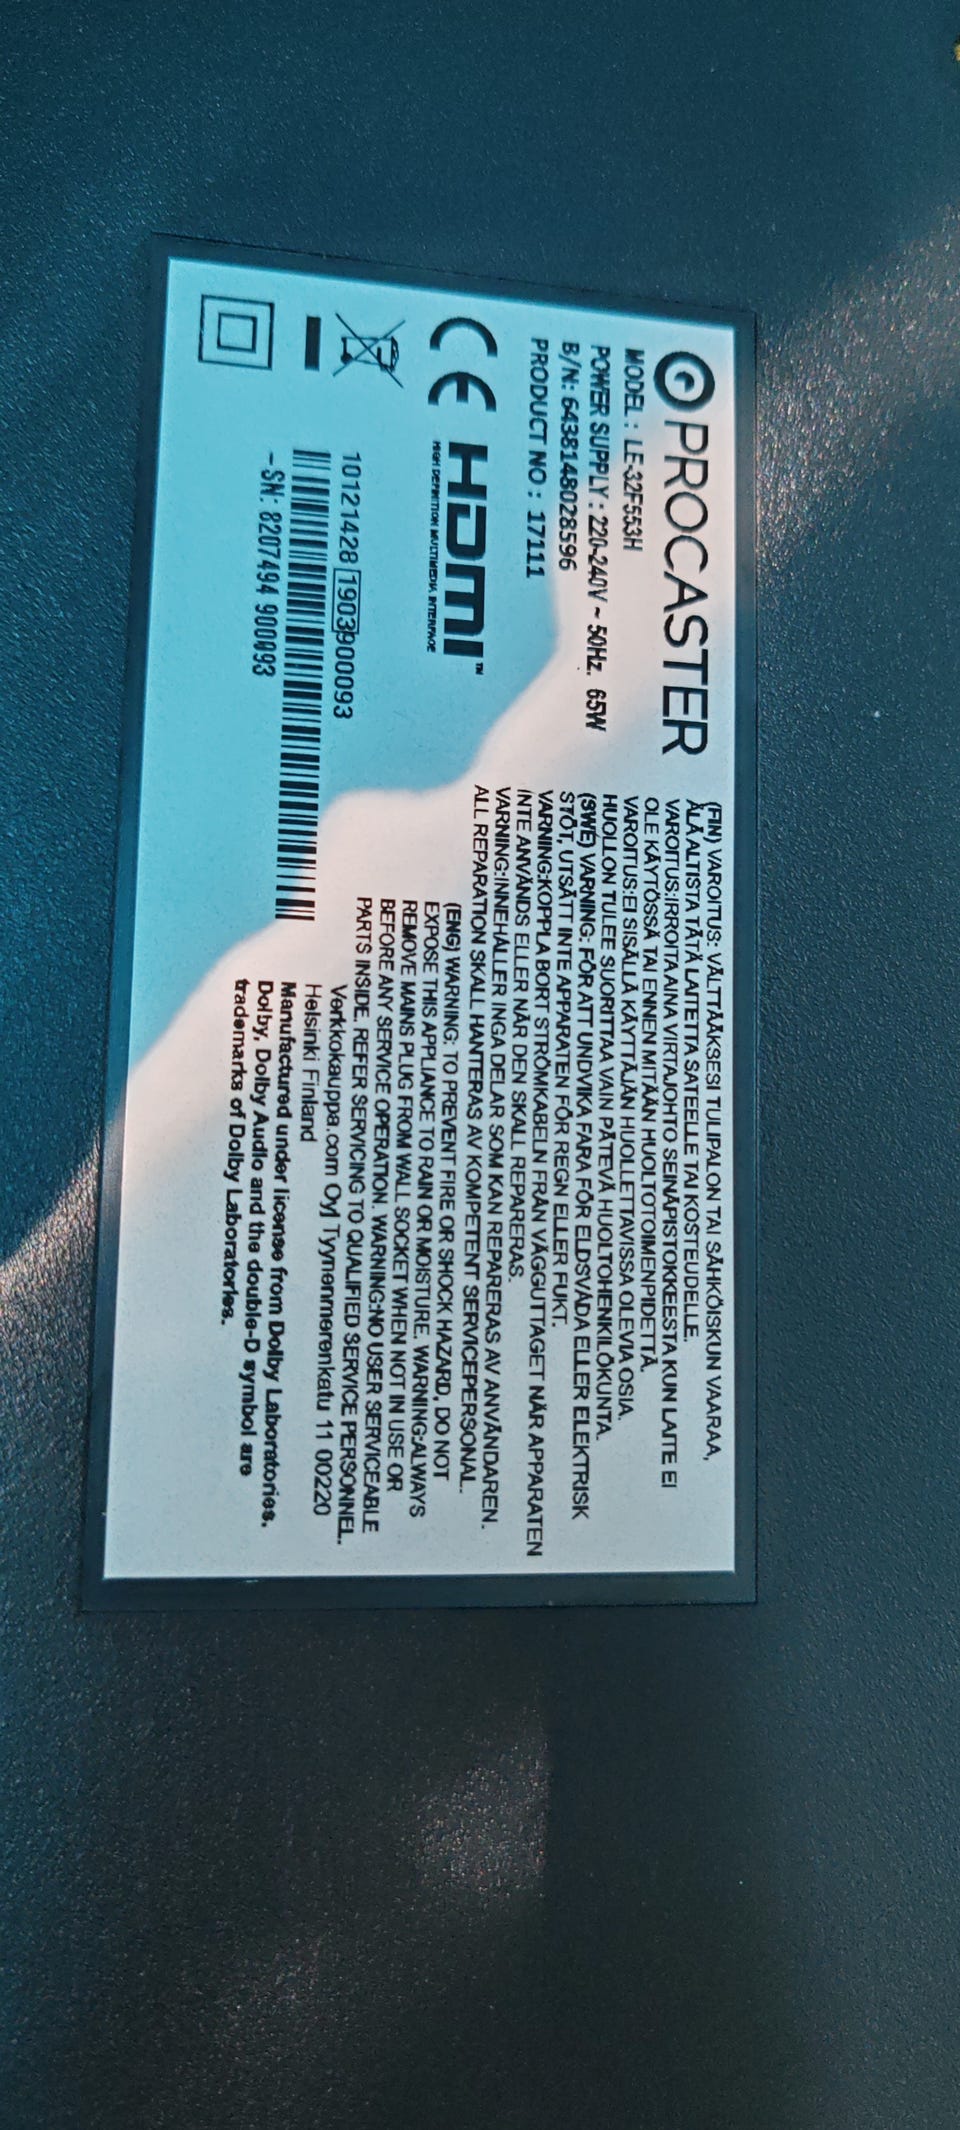 PROCASTER
MODEL : LE-32F553H
POWER SUPPLY : 220-240V ~ 50Hz. 65W
B/N: 6438148028596
PRODUCT NO : 17111
CE HDMI™
HIGH DEFINITION MULTIMEDIA INTERFACE
10121428 1903900093
-SN: 8207494 900093
(FIN) VAROITUS: VÄLTTÄÄKSESI TULIPALON TAI SÄHKÖISKUN VAARAA,
ÄLÄ ALTISTA TÄTÄ LAITETTA SATEELLE TAI KOSTEUDELLE.
VAROITUS:IRROITA AINA VIRTAJOHTO SEINÄPISTOKKEESTA KUN LAITE EI
OLE KÄYTÖSSÄ TAI ENNEN MITÄÄN HUOLTOTOIMENPIDETTÄ.
VAROITUS:EI SISÄLLÄ KÄYTTÄJÄN HUOLLETTAVISSA OLEVIA OSIA.
HUOLLON TULEE SUORITTAA VAIN PÄTEVÄ HUOLTOHENKILÖKUNTA.
(SWE) VARNING: FÖR ATT UNDVIKA FARA FÖR ELDSVÅDA ELLER ELEKTRISK
STÖT, UTSÄTT INTE APPARATEN FÖR REGN ELLER FUKT.
VARNING:KOPPLA BORT STRÖMKABELN FRÅN VÄGGUTTAGET NÄR APPARATEN
INTE ANVÄNDS ELLER NÄR DEN SKALL REPARERAS.
VARNING:INNEHÅLLER INGA DELAR SOM KAN REPARERAS AV ANVÄNDAREN.
ALL REPARATION SKALL HANTERAS AV KOMPETENT SERVICEPERSONAL.
(ENG) WARNING: TO PREVENT FIRE OR SHOCK HAZARD, DO NOT
EXPOSE THIS APPLIANCE TO RAIN OR MOISTURE. WARNING:ALWAYS
REMOVE MAINS PLUG FROM WALL SOCKET WHEN NOT IN USE OR
BEFORE ANY SERVICE OPERATION. WARNING:NO USER SERVICEABLE
PARTS INSIDE, REFER SERVICING TO QUALIFIED SERVICE PERSONNEL.
Verkkokauppa.com Oyj Tyynenmerenkatu 11 00220
Helsinki Finland
Manufactured under license from Dolby Laboratories.
Dolby, Dolby Audio and the double-D symbol are
trademarks of Dolby Laboratories.